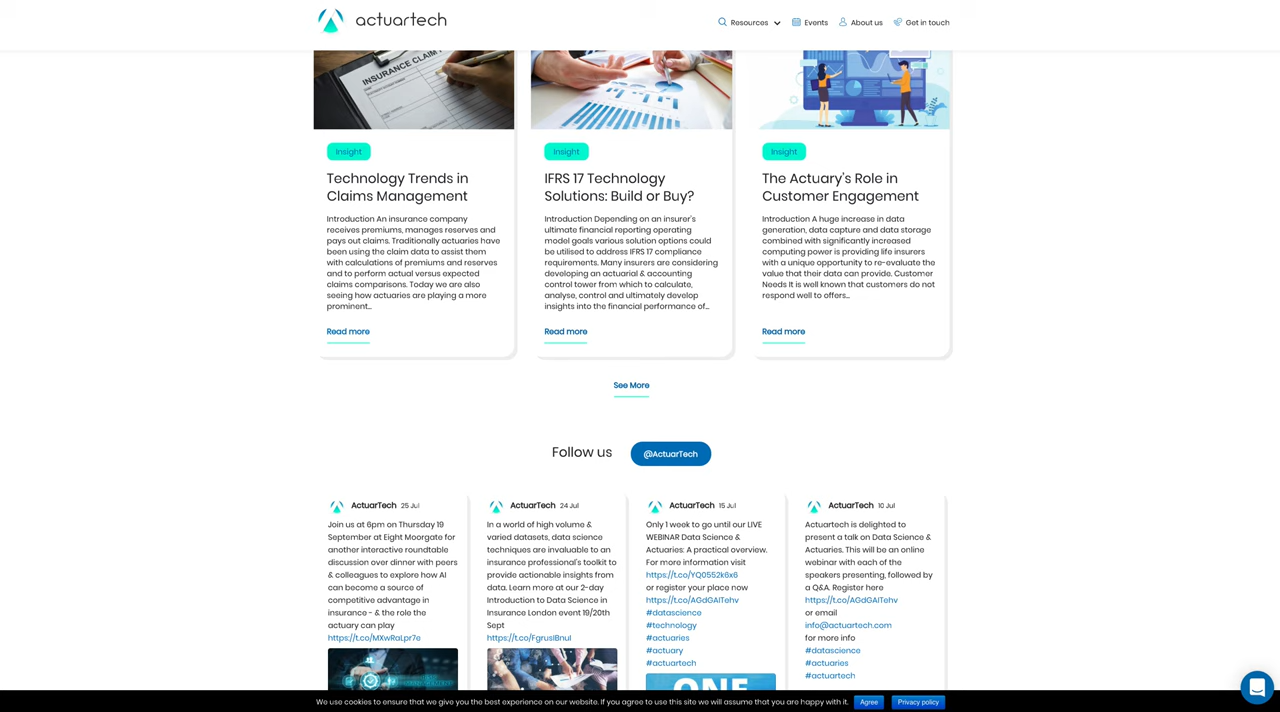 actuartech
Resources
Events
About us
Get in touch
INSURANCE CLAIM
Insight
Technology Trends in
Claims Management
Introduction An insurance company
receives premiums, manages reserves and
pays out claims. Traditionally actuaries have
been using the claim data to assist them
with calculations of premiums and reserves
and to perform actual versus expected
claims comparisons. Today we are also
seeing how actuaries are playing a more
prominent...
Read more
Insight
IFRS 17 Technology
Solutions: Build or Buy?
Introduction Depending on an insurer's
ultimate financial reporting operating
model goals various solution options could
be utilised to address IFRS 17 compliance
requirements. Many insurers are considering
developing an actuarial & accounting
control tower from which to calculate,
analyse, control and ultimately develop
insights into the financial performance of...
Read more
Insight
The Actuary's Role in
Customer Engagement
Introduction A huge increase in data
generation, data capture and data storage
combined with significantly increased
computing power is providing life insurers
with a unique opportunity to re-evaluate the
value that their data can provide. Customer
Needs It is well known that customers do not
respond well to offers...
Read more
See More
Follow us
@ActuarTech
ActuarTech 25 Jul
Join us at 6pm on Thursday 19
September at Eight Moorgate for
another interactive roundtable
discussion over dinner with peers
& colleagues to explore how AI
can become a source of
competitive advantage in
insurance - & the role the
actuary can play
https://t.co/MXwRaLpr7e
ActuarTech 24 Jul
In a world of high volume &
varied datasets, data science
techniques are invaluable to an
insurance professional's toolkit to
provide actionable insights from
data. Learn more at our 2-day
Introduction to Data Science in
Insurance London event 19/20th
Sept
https://t.co/FgrusIBnuI
ActuarTech 15 Jul
Only 1 week to go until our LIVE
WEBINAR Data Science &
Actuaries: A practical overview.
For more information visit
https://t.co/YQ0552k6x6
or register your place now
https://t.co/AGdGAITehv
#datascience
#technology
#actuaries
#actuary
#actuartech
ONE
ActuarTech 10 Jul
Actuartech is delighted to
present a talk on Data Science &
Actuaries. This will be an online
webinar with each of the
speakers presenting, followed by
a Q&A. Register here
https://t.co/AGdGAITehv
or email
info@actuartech.com
for more info
#datascience
#actuaries
#actuartech
We use cookies to ensure that we give you the best experience on our website. If you agree to use this site we will assume that you are happy with it.
Agree
Privacy policy